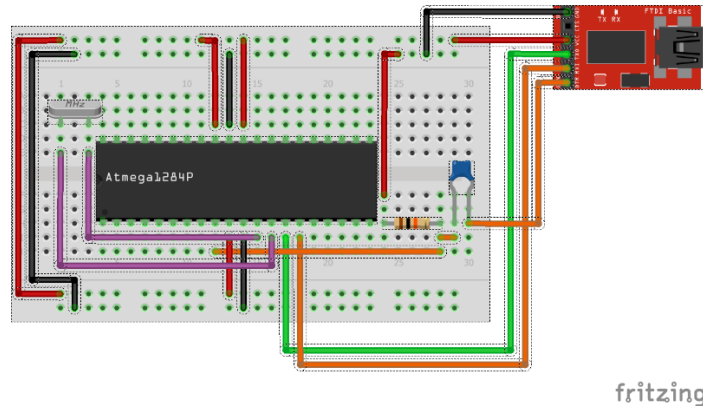 FTDI Basic
TX RX
GND
CTS
VCC
TXO
RXI
DTR
1 5 10 15 25 30
MHz
Atmega1284P
20 25 30
fritzing